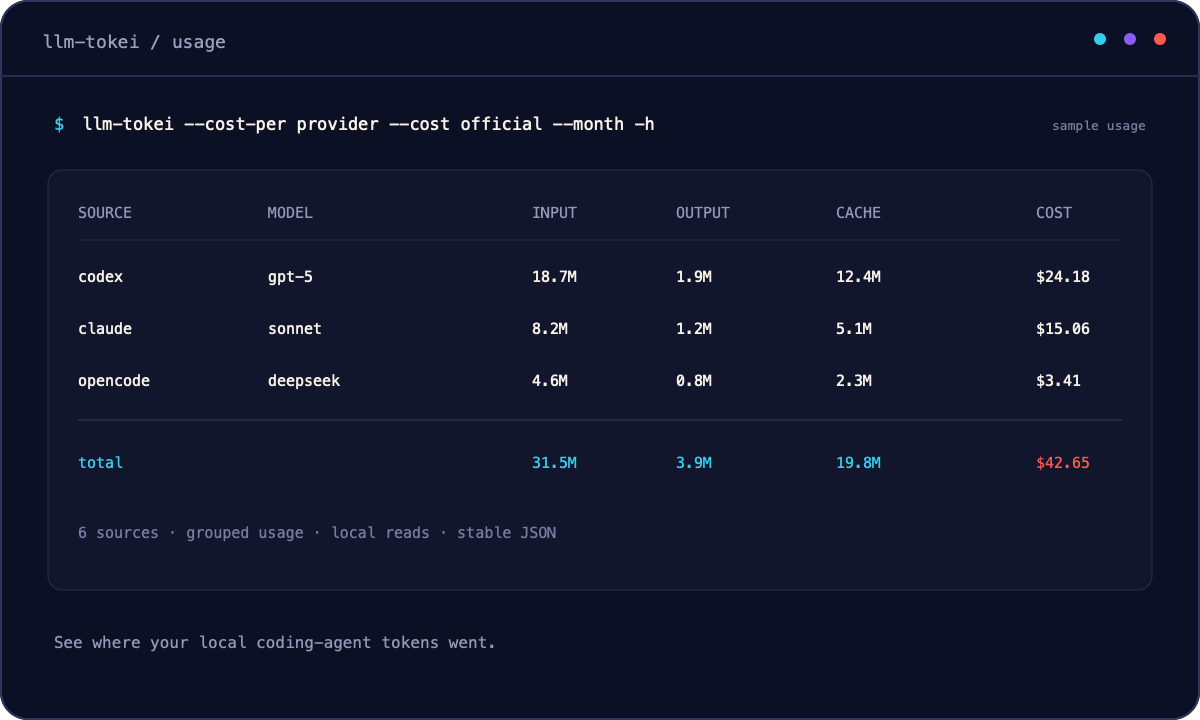 llm-tokei / usage
$ llm-tokei --cost-per provider --cost official --month -h
sample usage
SOURCE MODEL INPUT OUTPUT CACHE COST
codex gpt-5 18.7M 1.9M 12.4M $24.18
claude sonnet 8.2M 1.2M 5.1M $15.06
opencode deepseek 4.6M 0.8M 2.3M $3.41
total 31.5M 3.9M 19.8M $42.65
6 sources · grouped usage · local reads · stable JSON
See where your local coding-agent tokens went.